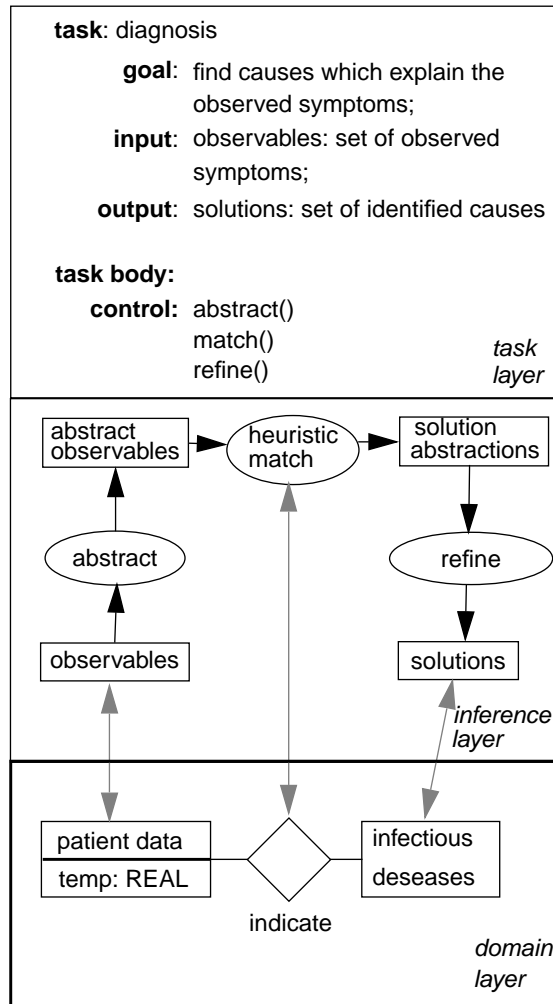 task: diagnosis
goal: find causes which explain the
observed symptoms;
input: observables: set of observed
symptoms;
output: solutions: set of identified causes
task body:
control: abstract()
match()
refine()
task
layer
abstract
observables
heuristic
match
solution
abstractions
abstract
refine
observables
solutions
inference
layer
patient data
temp: REAL
indicate
infectious
deseases
domain
layer